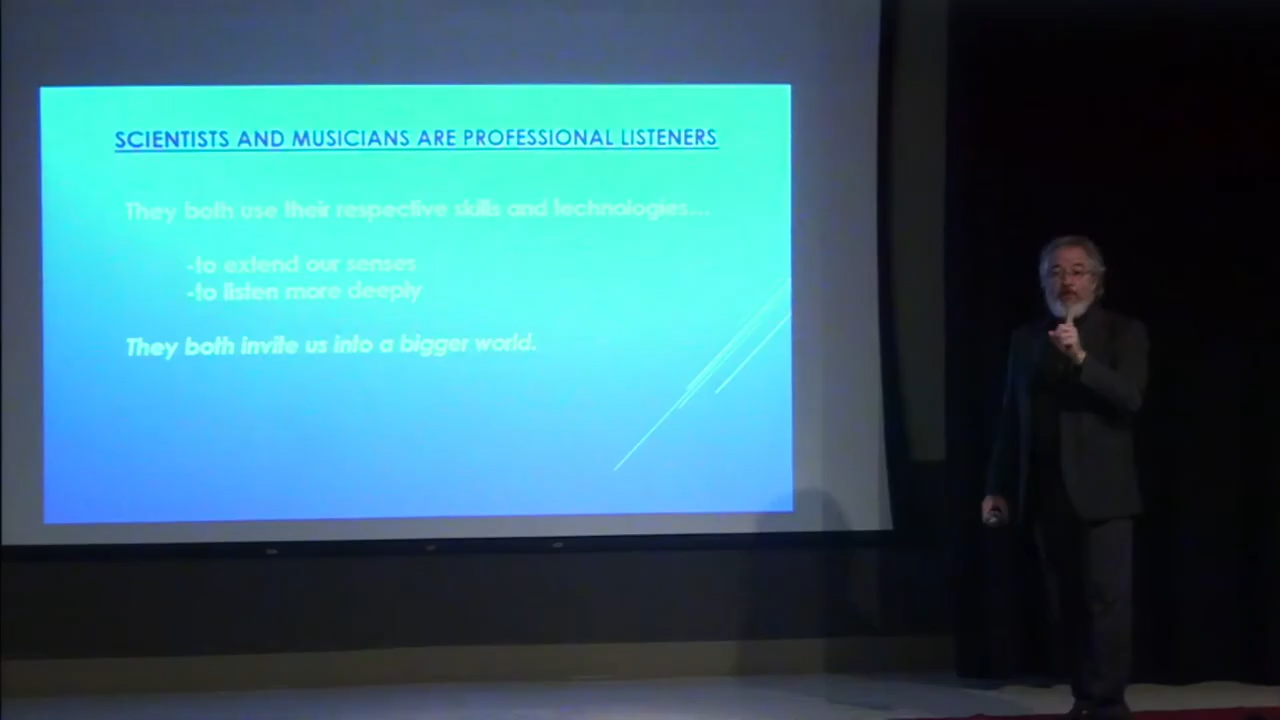 SCIENTISTS AND MUSICIANS ARE PROFESSIONAL LISTENERS
They both use their respective skills and technologies...
-to extend our senses
-to listen more deeply
They both invite us into a bigger world.